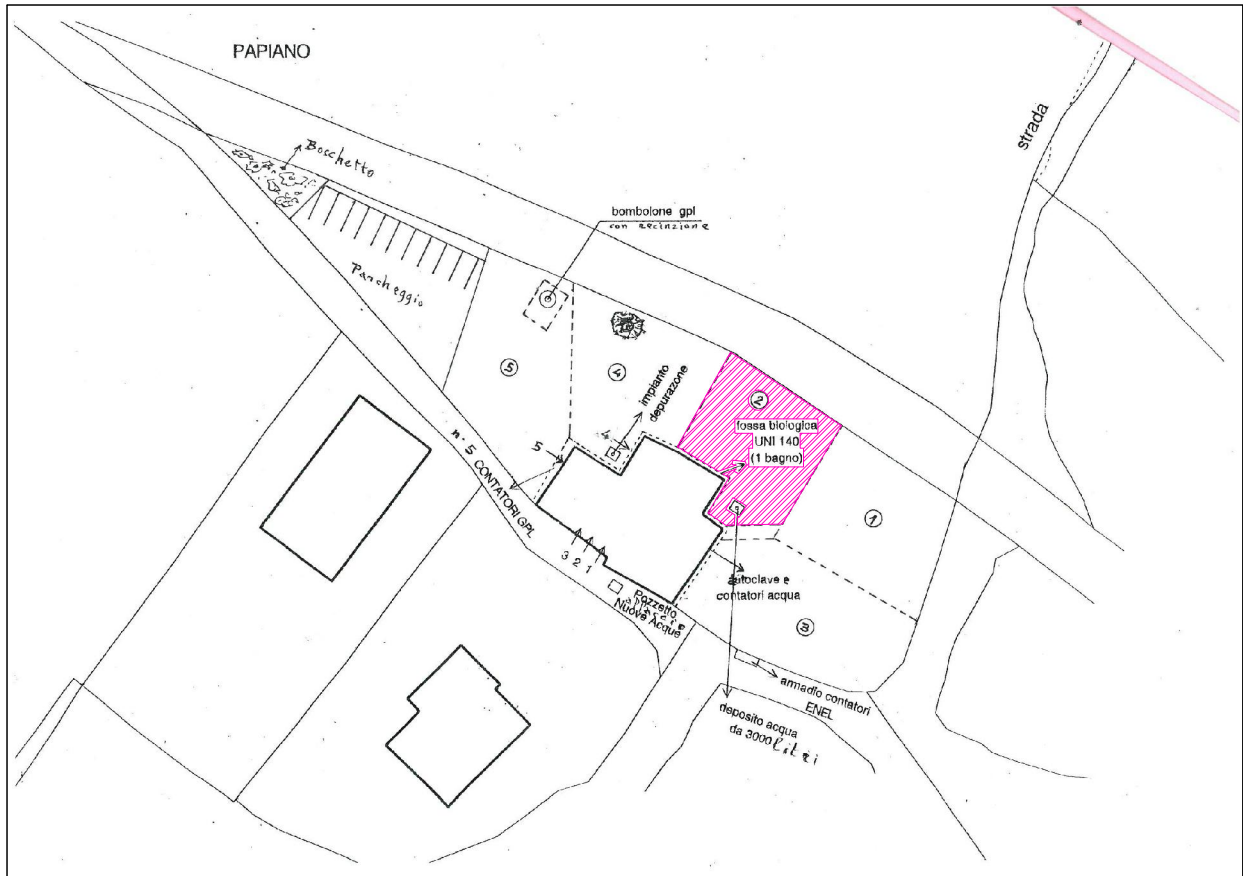 PAPIANO
strada
Boschetto
bombolone gpl
con recinzione
Parcheggio
5
4
impianto
depurazone
2
fossa biologica
UNI 140
(1 bagno)
4
5
n° 5 CONTATORI GPL
1
3 2 1
autoclave e
contatori acqua
Pozzetto
Nuove Acque
3
armadio contatori
ENEL
deposito acqua
da 3000 litri